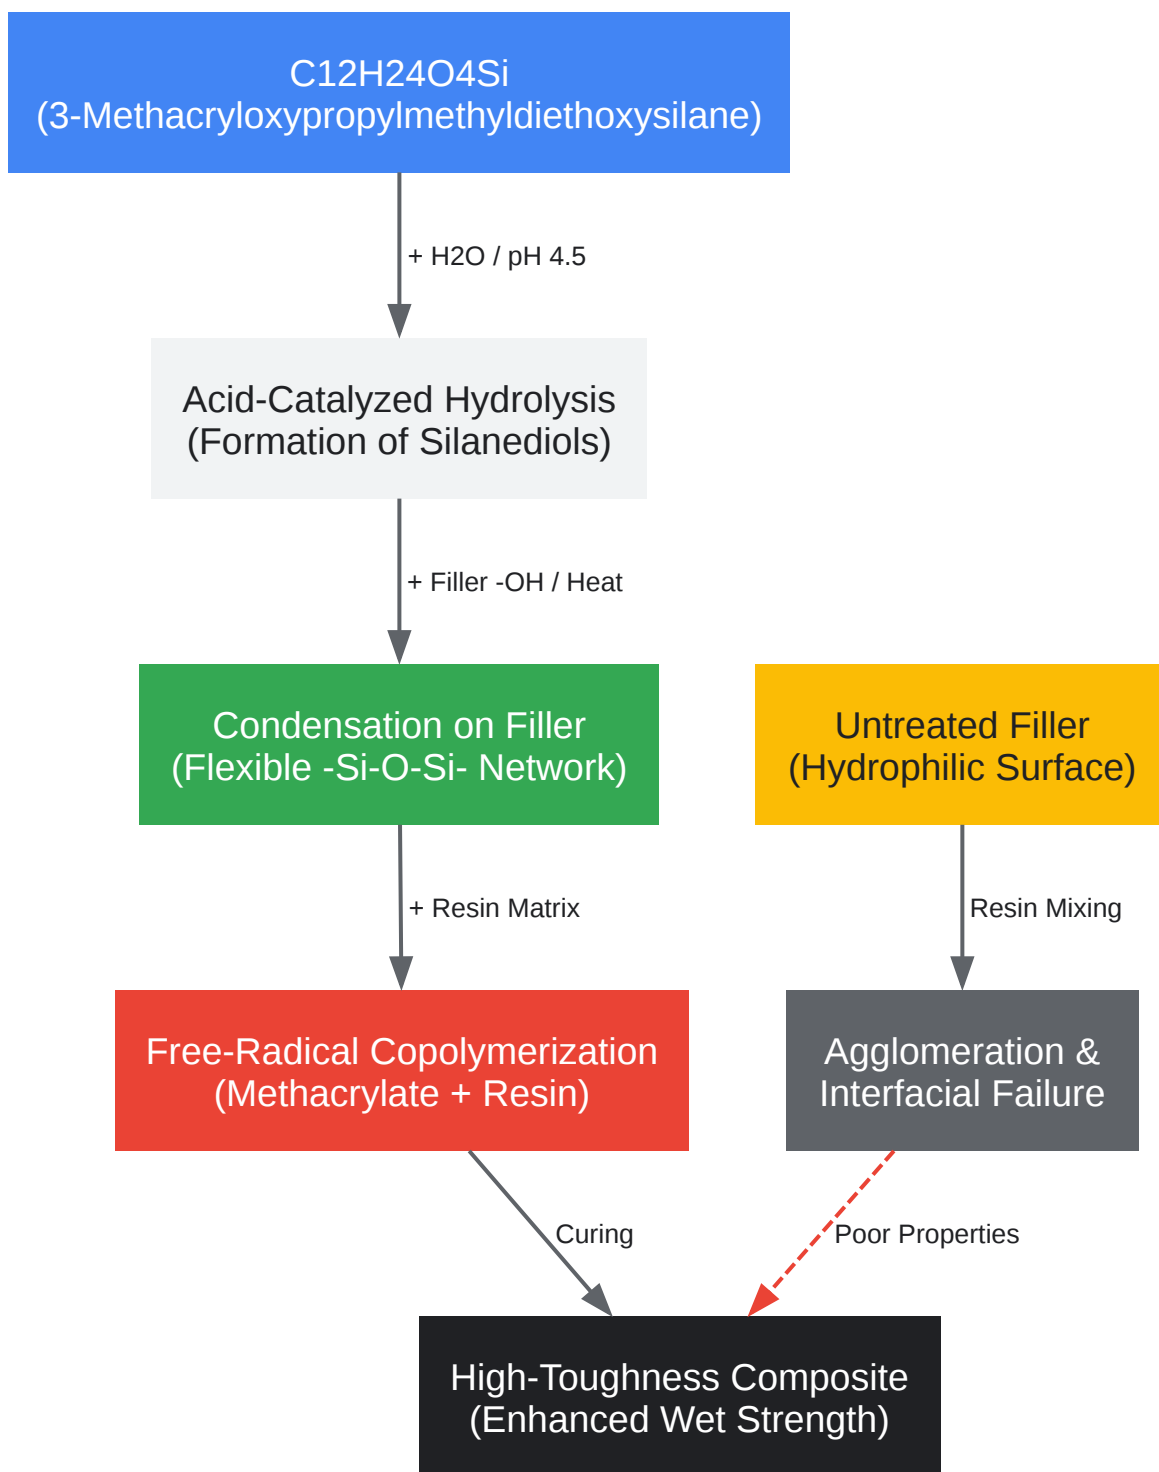 C12H24O4Si
(3-Methacryloxypropylmethyldiethoxysilane)
+ H2O / pH 4.5
Acid-Catalyzed Hydrolysis
(Formation of Silanediols)
+ Filler -OH / Heat
Condensation on Filler
(Flexible -Si-O-Si- Network)
Untreated Filler
(Hydrophilic Surface)
+ Resin Matrix
Resin Mixing
Free-Radical Copolymerization
(Methacrylate + Resin)
Agglomeration &
Interfacial Failure
Curing
Poor Properties
High-Toughness Composite
(Enhanced Wet Strength)